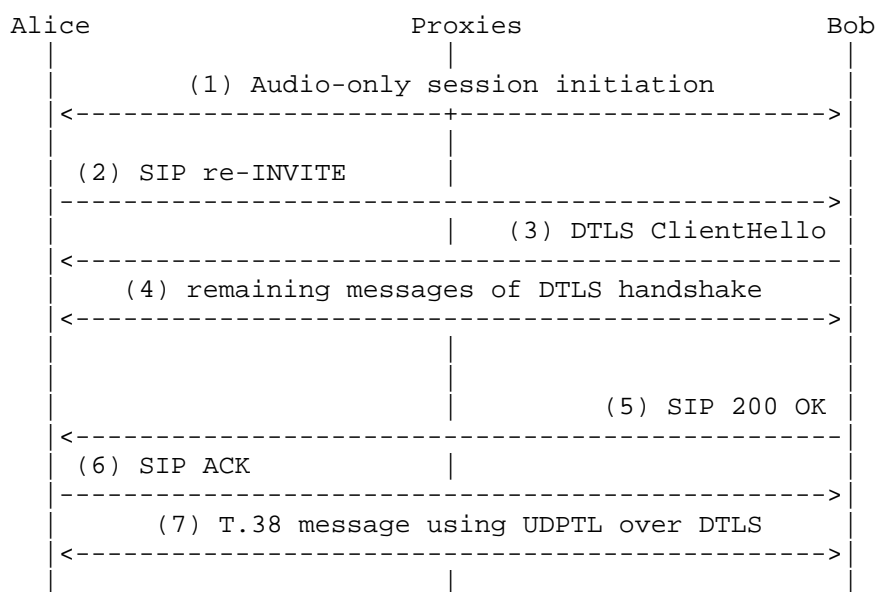 Alice Proxies Bob
(1) Audio-only session initiation
(2) SIP re-INVITE
(3) DTLS ClientHello
(4) remaining messages of DTLS handshake
(5) SIP 200 OK
(6) SIP ACK
(7) T.38 message using UDPTL over DTLS